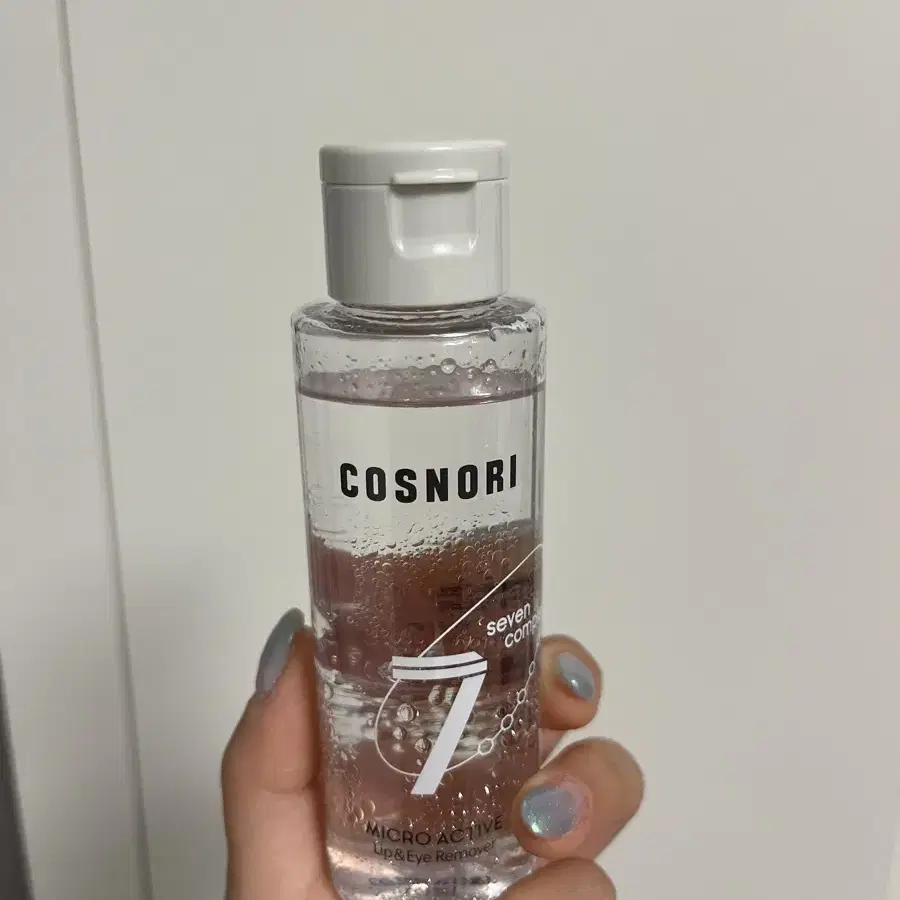 COSNORI
seven
7
MICRO ACTIVE
Lip&Eye Remover